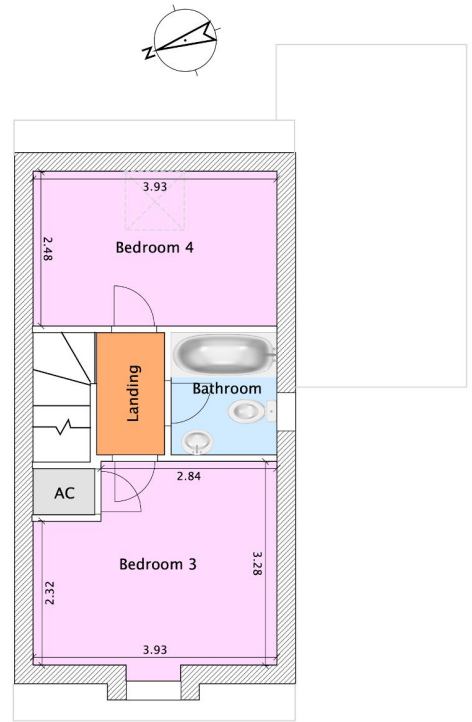 N
3.93
Bedroom 4
2.48
Landing
Bathroom
2.84
AC
Bedroom 3
3.28
2.32
3.93